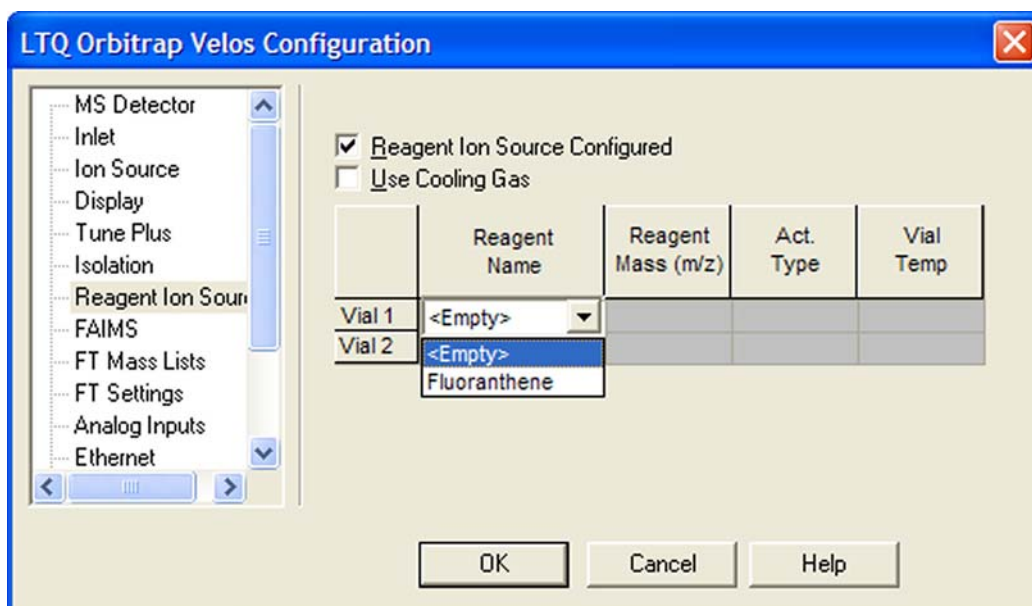 LTQ Orbitrap Velos Configuration
MS Detector
Inlet
Ion Source
Display
Tune Plus
Isolation
Reagent Ion Sour
FAIMS
FT Mass Lists
FT Settings
Analog Inputs
Ethernet
Reagent Ion Source Configured
Use Cooling Gas
Reagent Name
Reagent Mass (m/z)
Act. Type
Vial Temp
Vial 1 <Empty>
Vial 2
<Empty>
Fluoranthene
OK Cancel Help